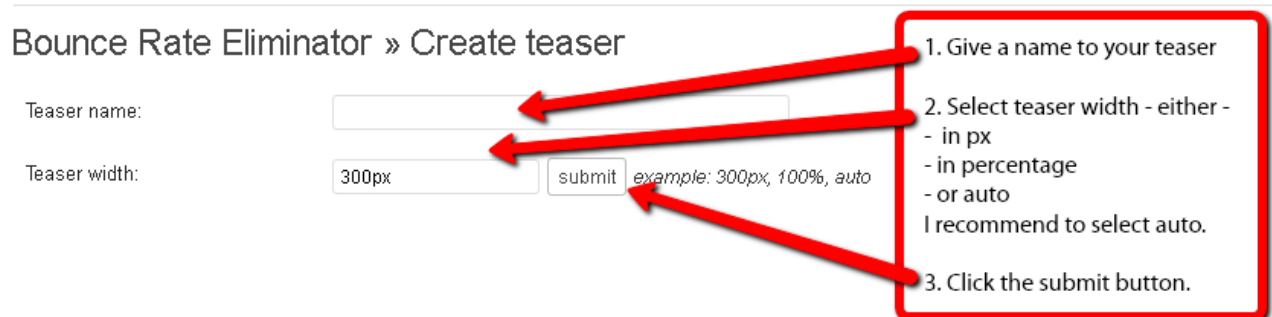 Bounce Rate Eliminator » Create teaser
Teaser name:
Teaser width:
300px
submit
example: 300px, 100%, auto
1. Give a name to your teaser
2. Select teaser width - either -
- in px
- in percentage
- or auto
I recommend to select auto.
3. Click the submit button.